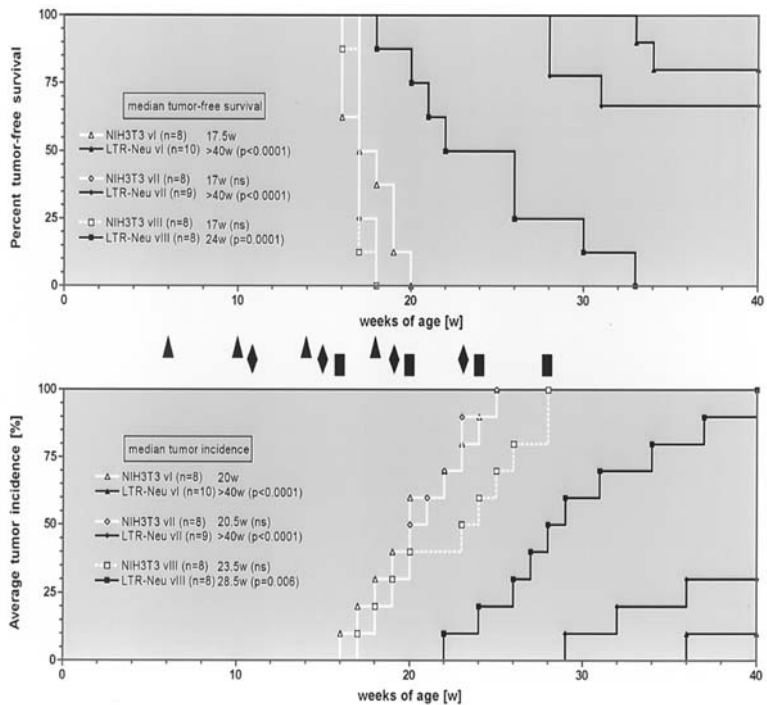 Percent tumor-free survival
100
75
50
25
0
median tumor-free survival
NIH3T3 vI (n=8) 17.5w
LTR-Neu vI (n=10) >40w (p<0.0001)
NIH3T3 vII (n=8) 17w (ns)
LTR-Neu vII (n=9) >40w (p<0.0001)
NIH3T3 vIII (n=8) 17w (ns)
LTR-Neu vIII (n=8) 24w (p=0.0001)
0 10 20 30 40
weeks of age [w]
Average tumor incidence [%]
100
75
50
25
0
median tumor incidence
NIH3T3 vI (n=8) 20w
LTR-Neu vI (n=10) >40w (p<0.0001)
NIH3T3 vII (n=8) 20.5w (ns)
LTR-Neu vII (n=9) >40w (p<0.0001)
NIH3T3 vIII (n=8) 23.5w (ns)
LTR-Neu vIII (n=8) 28.5w (p=0.006)
0 10 20 30 40
weeks of age [w]